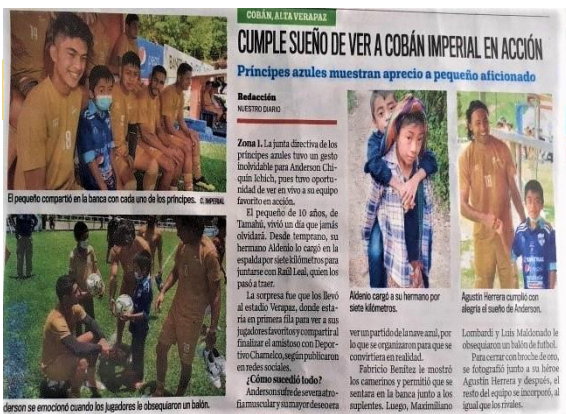 COBÁN, ALTA VERAPAZ
CUMPLE SUEÑO DE VER A COBÁN IMPERIAL EN ACCIÓN
Príncipes azules muestran aprecio a pequeño aficionado
El pequeño compartió en la banca con cada uno de los príncipes. C. IMPERIAL
derson se emocionó cuando los jugadores le obsequiaron un balón.
Redacción
NUESTRO DIARIO
Zona 1. La junta directiva de los
príncipes azules tuvo un gesto
inolvidable para Anderson Chi-
quín Ichich, pues tuvo oportu-
nidad de ver en vivo a su equipo
favorito en acción.
El pequeño de 10 años, de
Tamahú, vivió un día que jamás
olvidará. Desde temprano, su
hermano Aldenio lo cargó en la
espalda por siete kilómetros para
juntarse con Raúl Leal, quien los
pasó a traer.
La sorpresa fue que los llevó
al estadio Verapaz, donde esta-
ría en primera fila para ver a sus
jugadores favoritos y compartir al
finalizar el amistoso con Depor-
tivo Chamelco, según publicaron
en redes sociales.
¿Cómo sucedió todo?
Anderson sufre de severa atro-
fia muscular y su mayor deseo era
Aldenio cargó a su hermano por
siete kilómetros.
ver un partido de la nave azul, por
lo que se organizaron para que se
convirtiera en realidad.
Fabricio Benítez le mostró
los camerinos y permitió que se
sentara en la banca junto a los
suplentes. Luego, Maximiliano
Agustín Herrera cumplió con
alegría el sueño de Anderson.
Lombardi y Luis Maldonado le
obsequiaron un balón de futbol.
Para cerrar con broche de oro,
se fotografió junto a su héroe
Agustín Herrera y después, el
resto del equipo se incorporó, al
igual que los rivales.